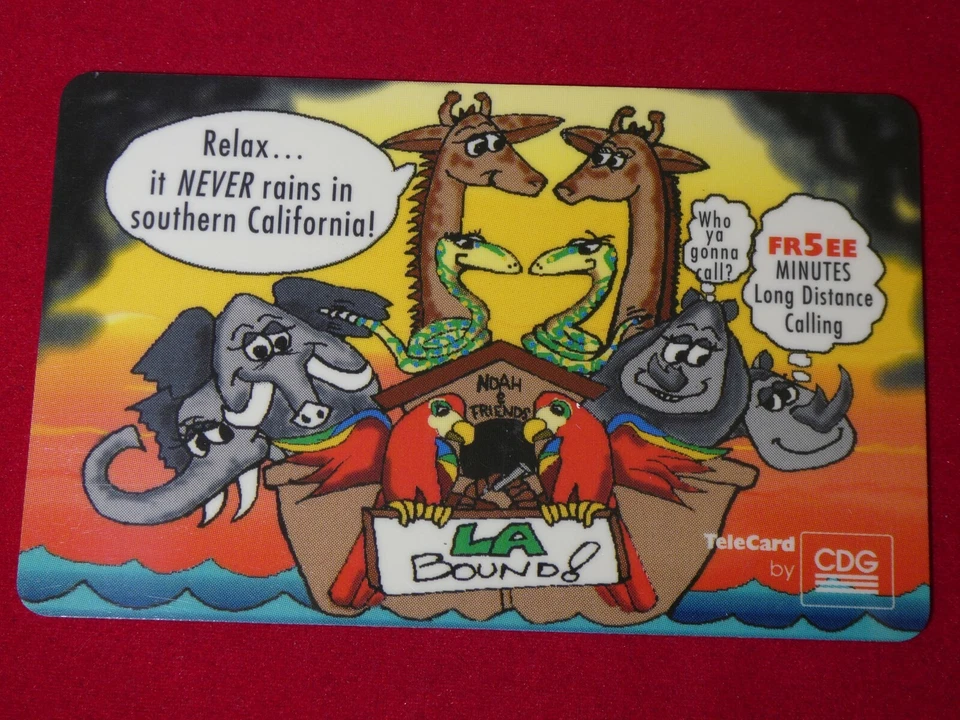 Relax...
it NEVER rains in
southern California!
Who
ya
gonna
call?
FR5EE
MINUTES
Long Distance
Calling
NOAH
&
FRIENDS
LA
BOUND!
TeleCard
by
CDG